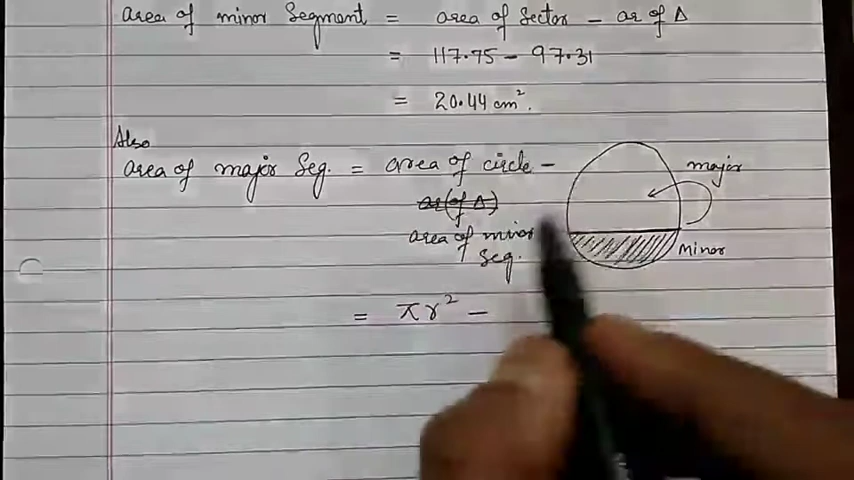 area of minor Segment = area of Sector - ar of Δ
= 117.75 - 97.31
= 20.44 cm².
Also
area of major Seg. = area of circle -
ar(of Δ)
area of minor
Seg.
major
Minor
= πr² -